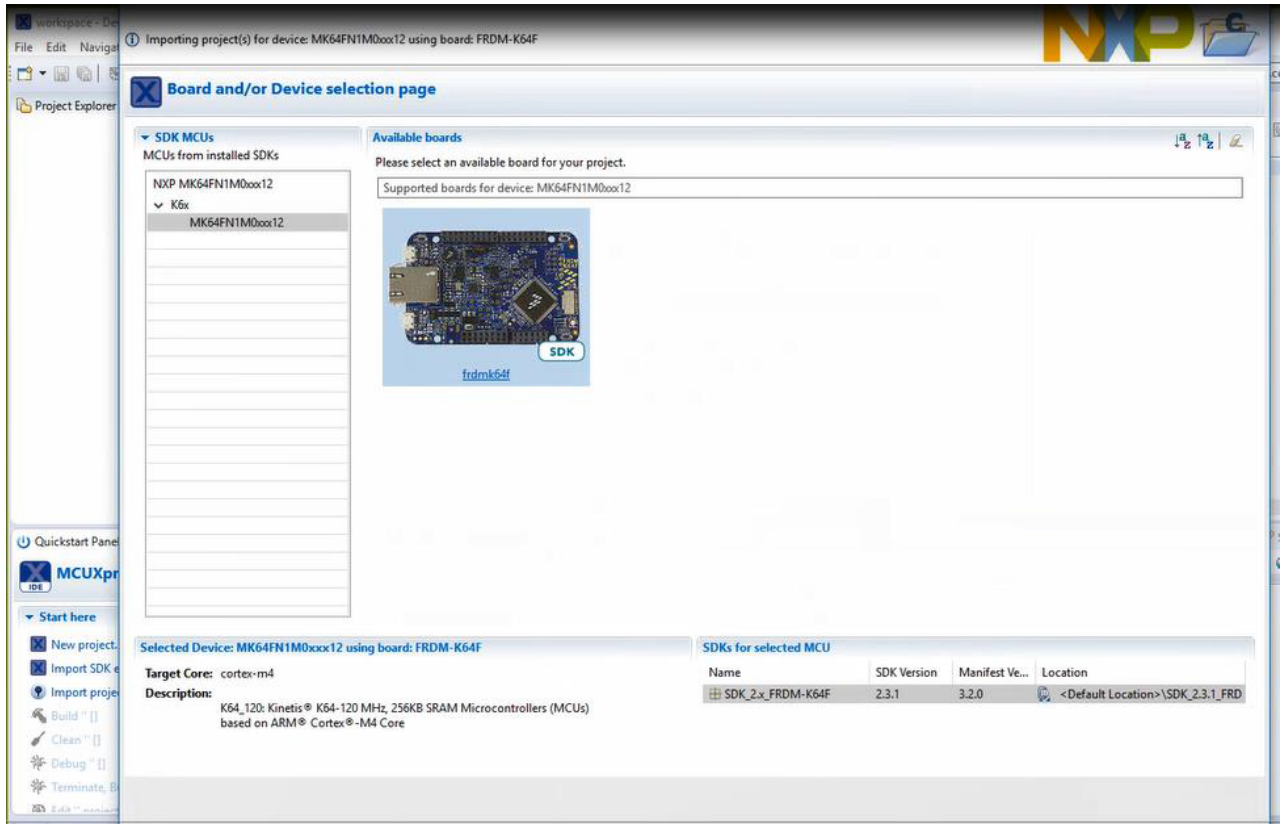 workspace - De
File Edit Navigat
Project Explorer
Importing project(s) for device: MK64FN1M0xxx12 using board: FRDM-K64F
NXP
Board and/or Device selection page
SDK MCUs
MCUs from installed SDKs
NXP MK64FN1M0xxx12
K6x
MK64FN1M0xxx12
Available boards
Please select an available board for your project.
Supported boards for device: MK64FN1M0xxx12
SDK
frdmk64f
Quickstart Pane
IDE
MCUXpr
Start here
New project.
Import SDK e
Import proje
Build '' []
Clean '' []
Debug '' []
Terminate, B
Edit '' project
Selected Device: MK64FN1M0xxx12 using board: FRDM-K64F
Target Core: cortex-m4
Description:
K64_120: Kinetis® K64-120 MHz, 256KB SRAM Microcontrollers (MCUs)
based on ARM® Cortex®-M4 Core
SDKs for selected MCU
Name SDK Version Manifest Ve... Location
SDK_2.x_FRDM-K64F 2.3.1 3.2.0 <Default Location>\SDK_2.3.1_FRD